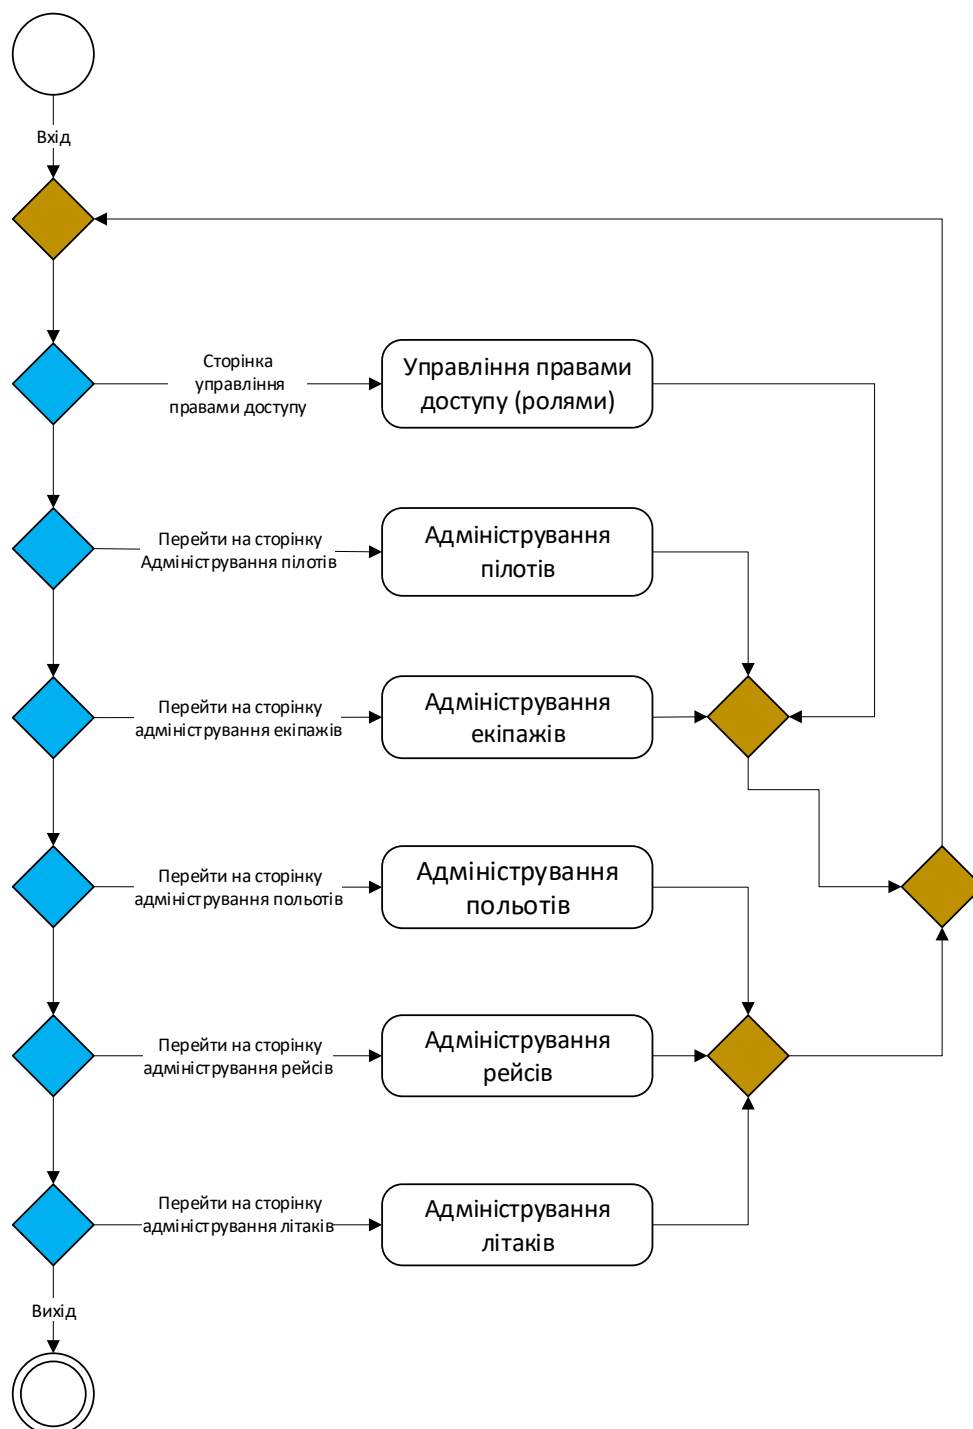 Вхід
Сторінка
управління
правами доступу
Управління правами
доступу (ролями)
Перейти на сторінку
Адміністрування пілотів
Адміністрування
пілотів
Перейти на сторінку
адміністрування екіпажів
Адміністрування
екіпажів
Перейти на сторінку
адміністрування польотів
Адміністрування
польотів
Перейти на сторінку
адміністрування рейсів
Адміністрування
рейсів
Перейти на сторінку
адміністрування літаків
Адміністрування
літаків
Вихід